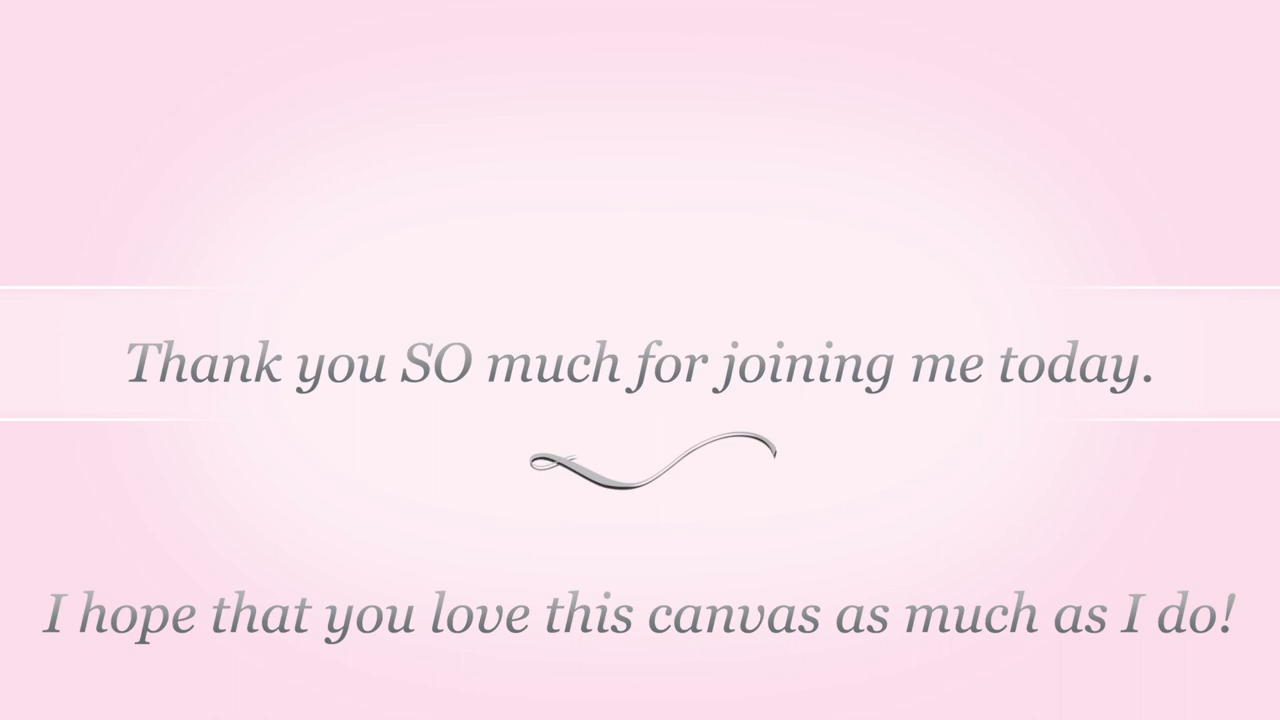 Thank you SO much for joining me today.
I hope that you love this canvas as much as I do!